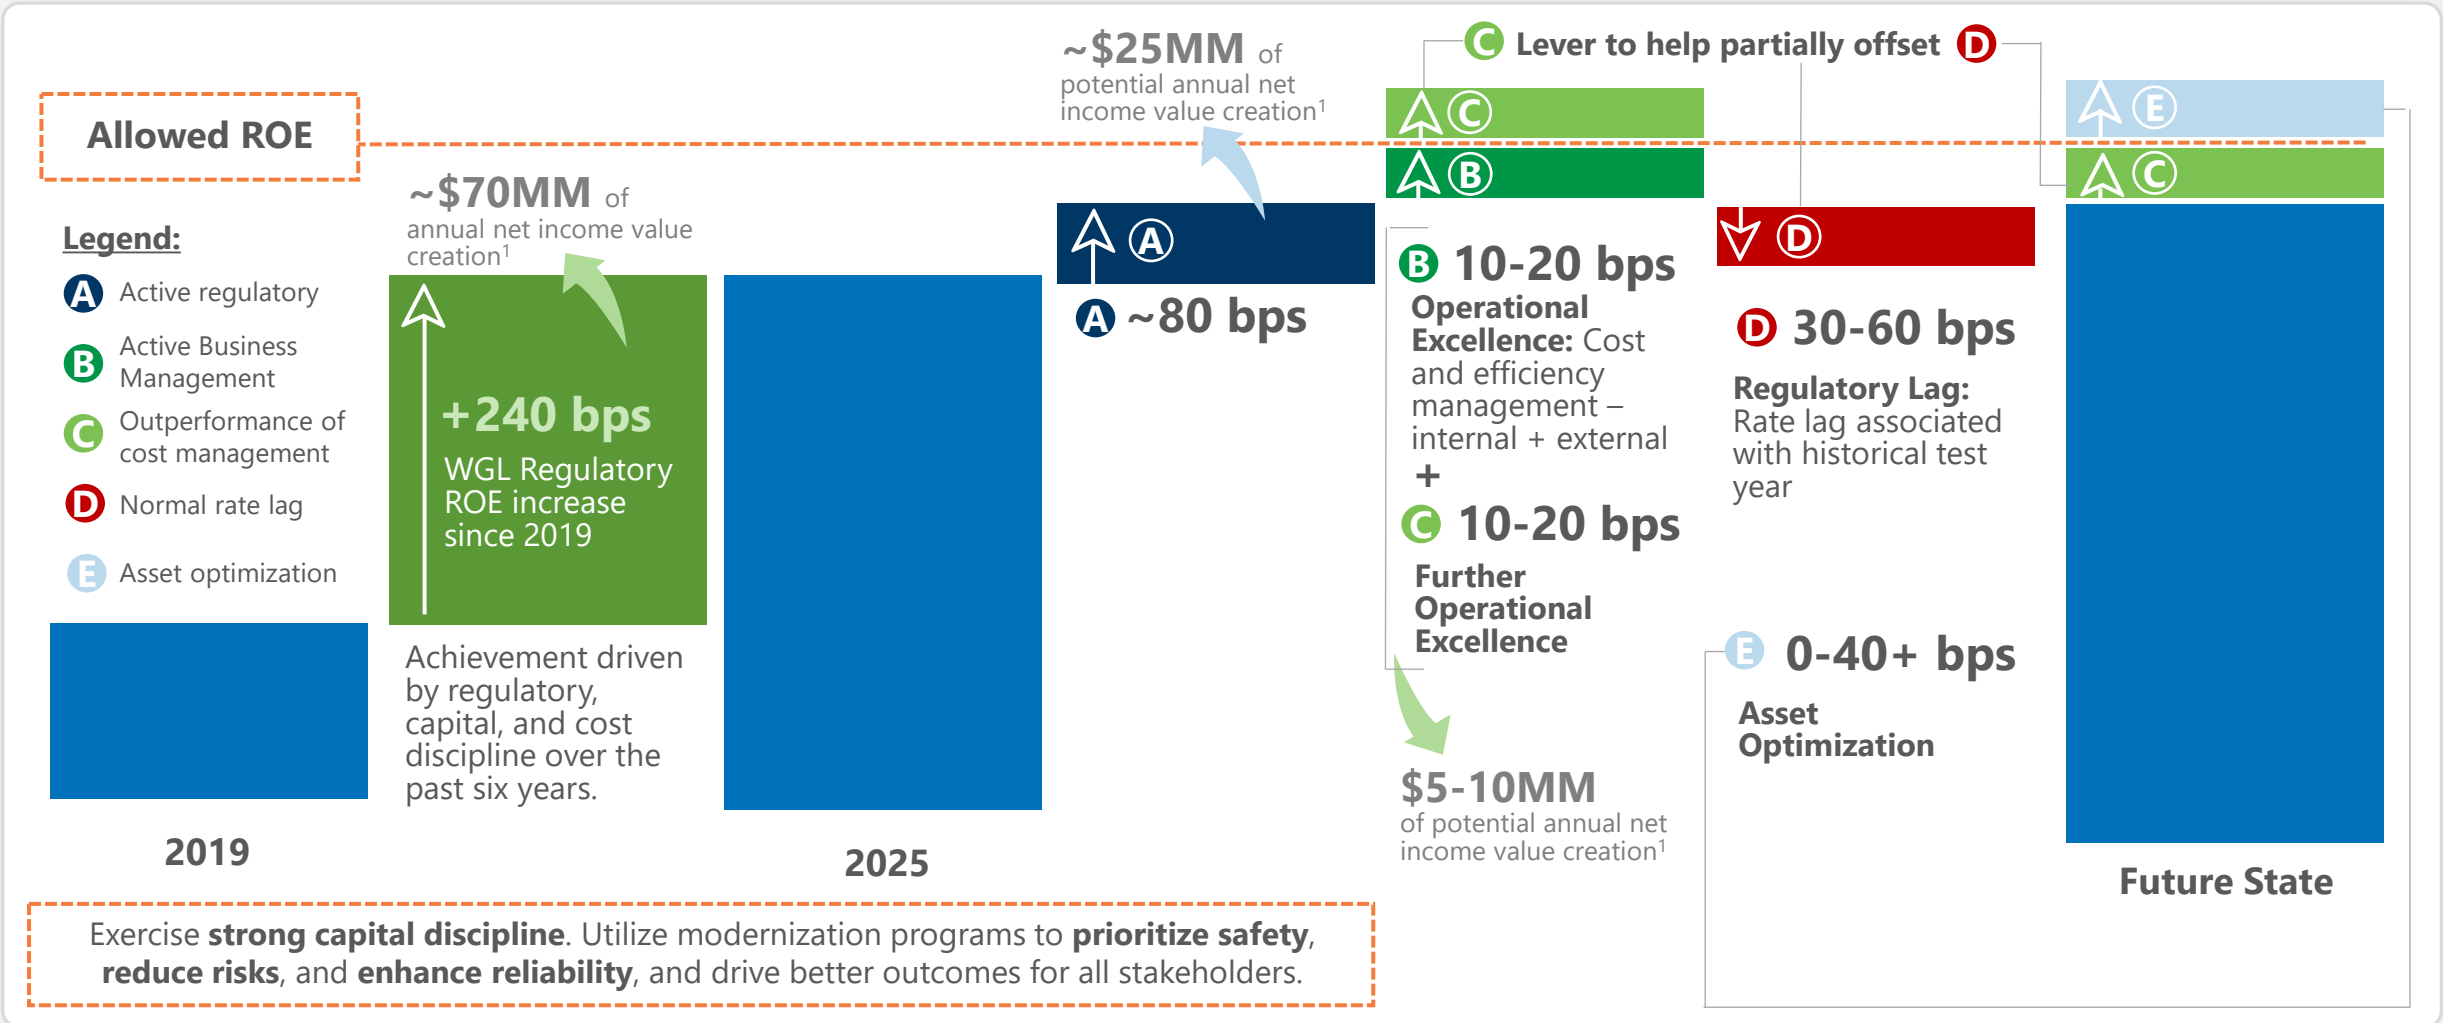 Allowed ROE
Legend:
A Active regulatory
B Active Business
Management
C Outperformance of
cost management
D Normal rate lag
E Asset optimization
2019
~$70MM of
annual net income value
creation¹
+240 bps
WGL Regulatory
ROE increase
since 2019
Achievement driven
by regulatory,
capital, and cost
discipline over the
past six years.
2025
~$25MM of
potential annual net
income value creation¹
A
A ~80 bps
C Lever to help partially offset D
C
B
B 10-20 bps
Operational
Excellence: Cost
and efficiency
management –
internal + external
+
C 10-20 bps
Further
Operational
Excellence
$5-10MM
of potential annual net
income value creation¹
D
D 30-60 bps
Regulatory Lag:
Rate lag associated
with historical test
year
E 0-40+ bps
Asset
Optimization
E
C
Future State
Exercise strong capital discipline. Utilize modernization programs to prioritize safety,
reduce risks, and enhance reliability, and drive better outcomes for all stakeholders.